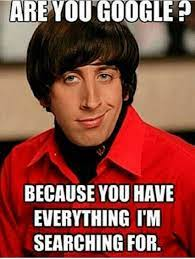 ARE YOU GOOGLE?
BECAUSE YOU HAVE
EVERYTHING I'M
SEARCHING FOR.